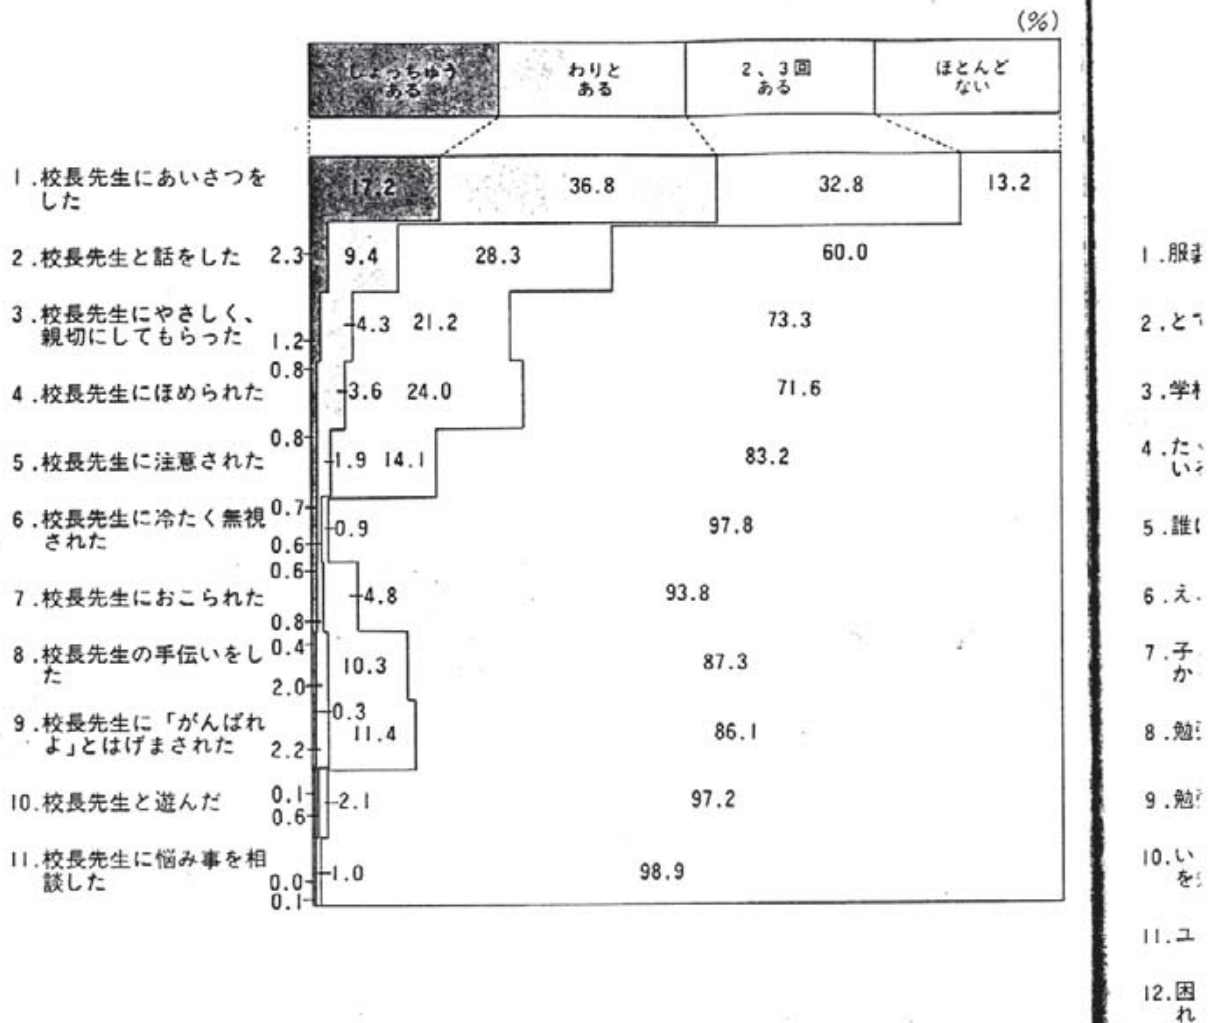 (%)
しょっちゅう
ある
わりと
ある
2、3回
ある
ほとんど
ない
1.校長先生にあいさつを
した
17.2 36.8 32.8 13.2
2.校長先生と話をした 2.3 9.4 28.3 60.0
3.校長先生にやさしく、
親切にしてもらった 1.2 4.3 21.2 73.3
4.校長先生にほめられた 0.8 3.6 24.0 71.6
5.校長先生に注意された 0.8 1.9 14.1 83.2
6.校長先生に冷たく無視
された
0.7 0.6 0.9 97.8
7.校長先生におこられた 0.6 0.8 4.8 93.8
8.校長先生の手伝いをし
た
0.4 2.0 10.3 87.3
9.校長先生に「がんばれ
よ」とはげまされた
0.3 2.2 11.4 86.1
10.校長先生と遊んだ 0.1 0.6 2.1 97.2
11.校長先生に悩み事を相
談した
0.0 0.1 1.0 98.9
1.服
2.と
3.学
4.た
い
5.誰
6.え
7.子
か
8.勉
9.勉
10.い
を
11.ユ
12.困
れ